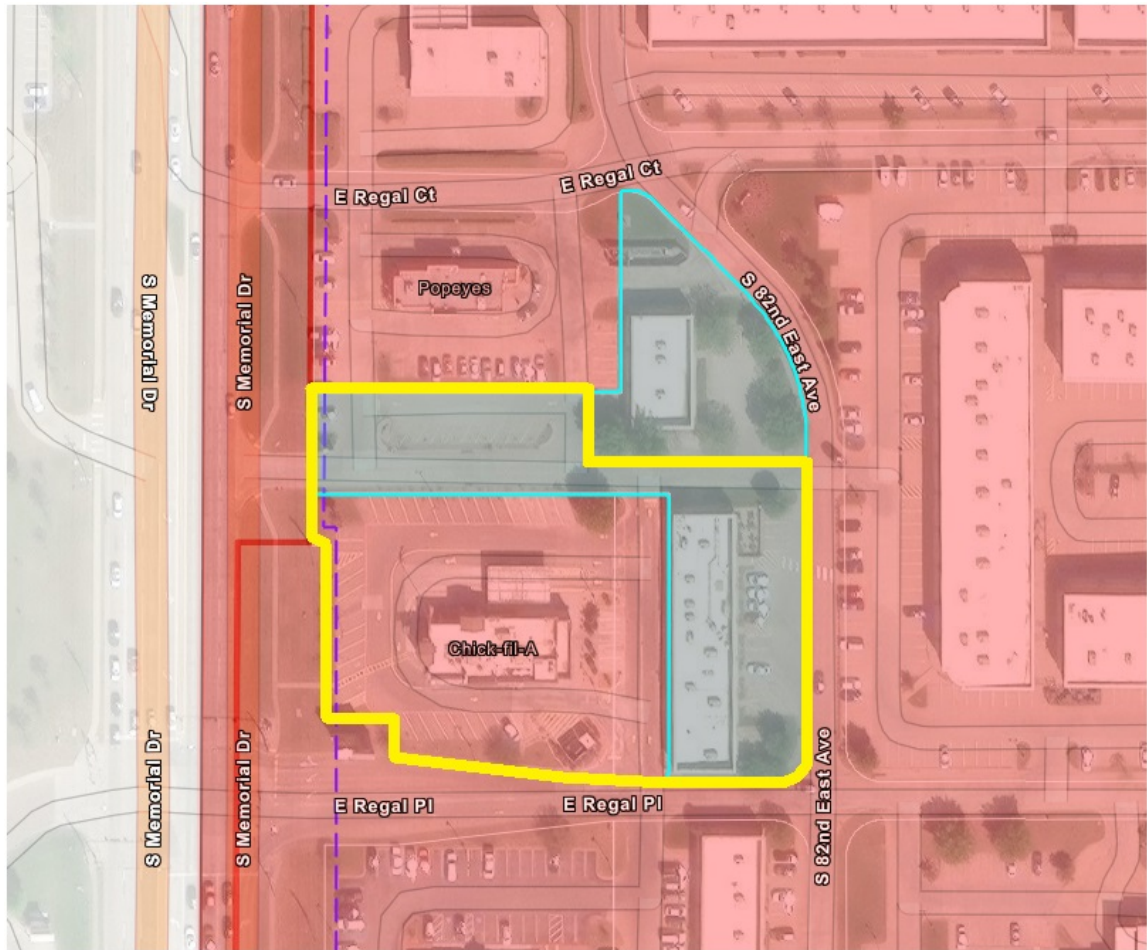 E Regal Ct
E Regal Ct
Popeyes
S Memorial Dr
S Memorial Dr
S 82nd East Ave
Chick-fil-A
E Regal Pl
E Regal Pl
S Memorial Dr
S Memorial Dr
S 82nd East Ave